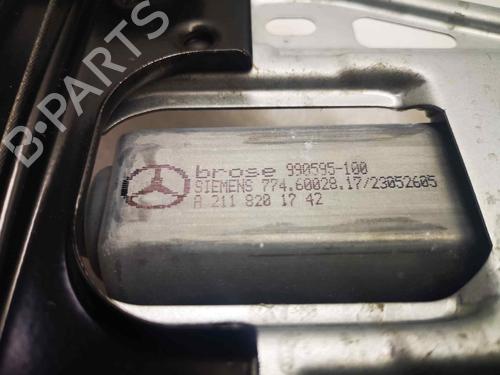 B-PARTS
brose 990595-100
SIEMENS 774.60028.17/23052605
A 211 820 17 42